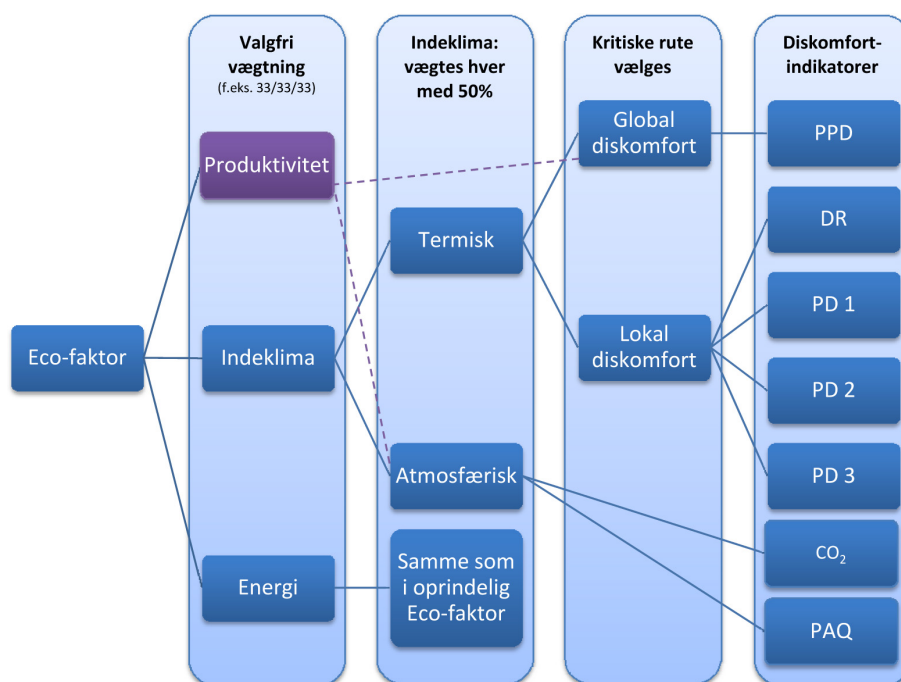 Valgfri
vægtning
(f.eks. 33/33/33)
Indeklima:
vægtes hver
med 50%
Kritiske rute
vælges
Diskomfort-
indikatorer
Eco-faktor
Produktivitet
Indeklima
Energi
Termisk
Atmosfærisk
Samme som
i oprindelig
Eco-faktor
Global
diskomfort
Lokal
diskomfort
PPD
DR
PD 1
PD 2
PD 3
CO₂
PAQ